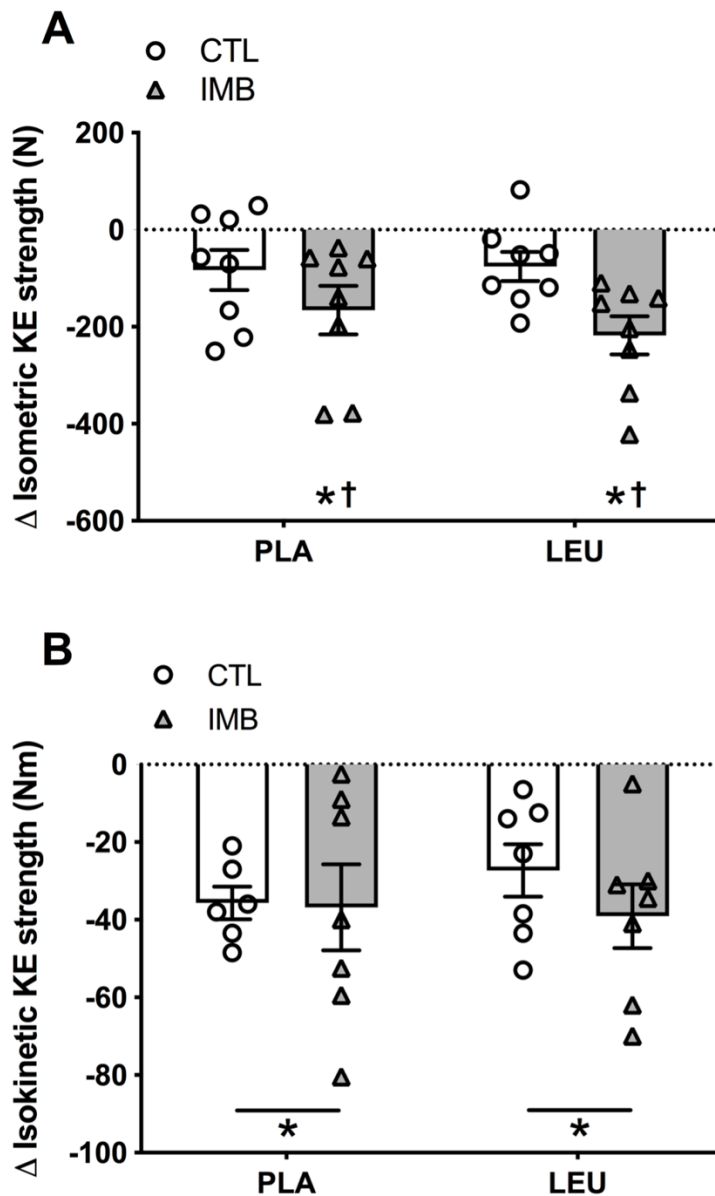 A
CTL
IMB
Δ Isometric KE strength (N)
200
0
-200
-400
-600
*†
*†
PLA
LEU
B
CTL
IMB
Δ Isokinetic KE strength (Nm)
0
-20
-40
-60
-80
-100
*
*
PLA
LEU